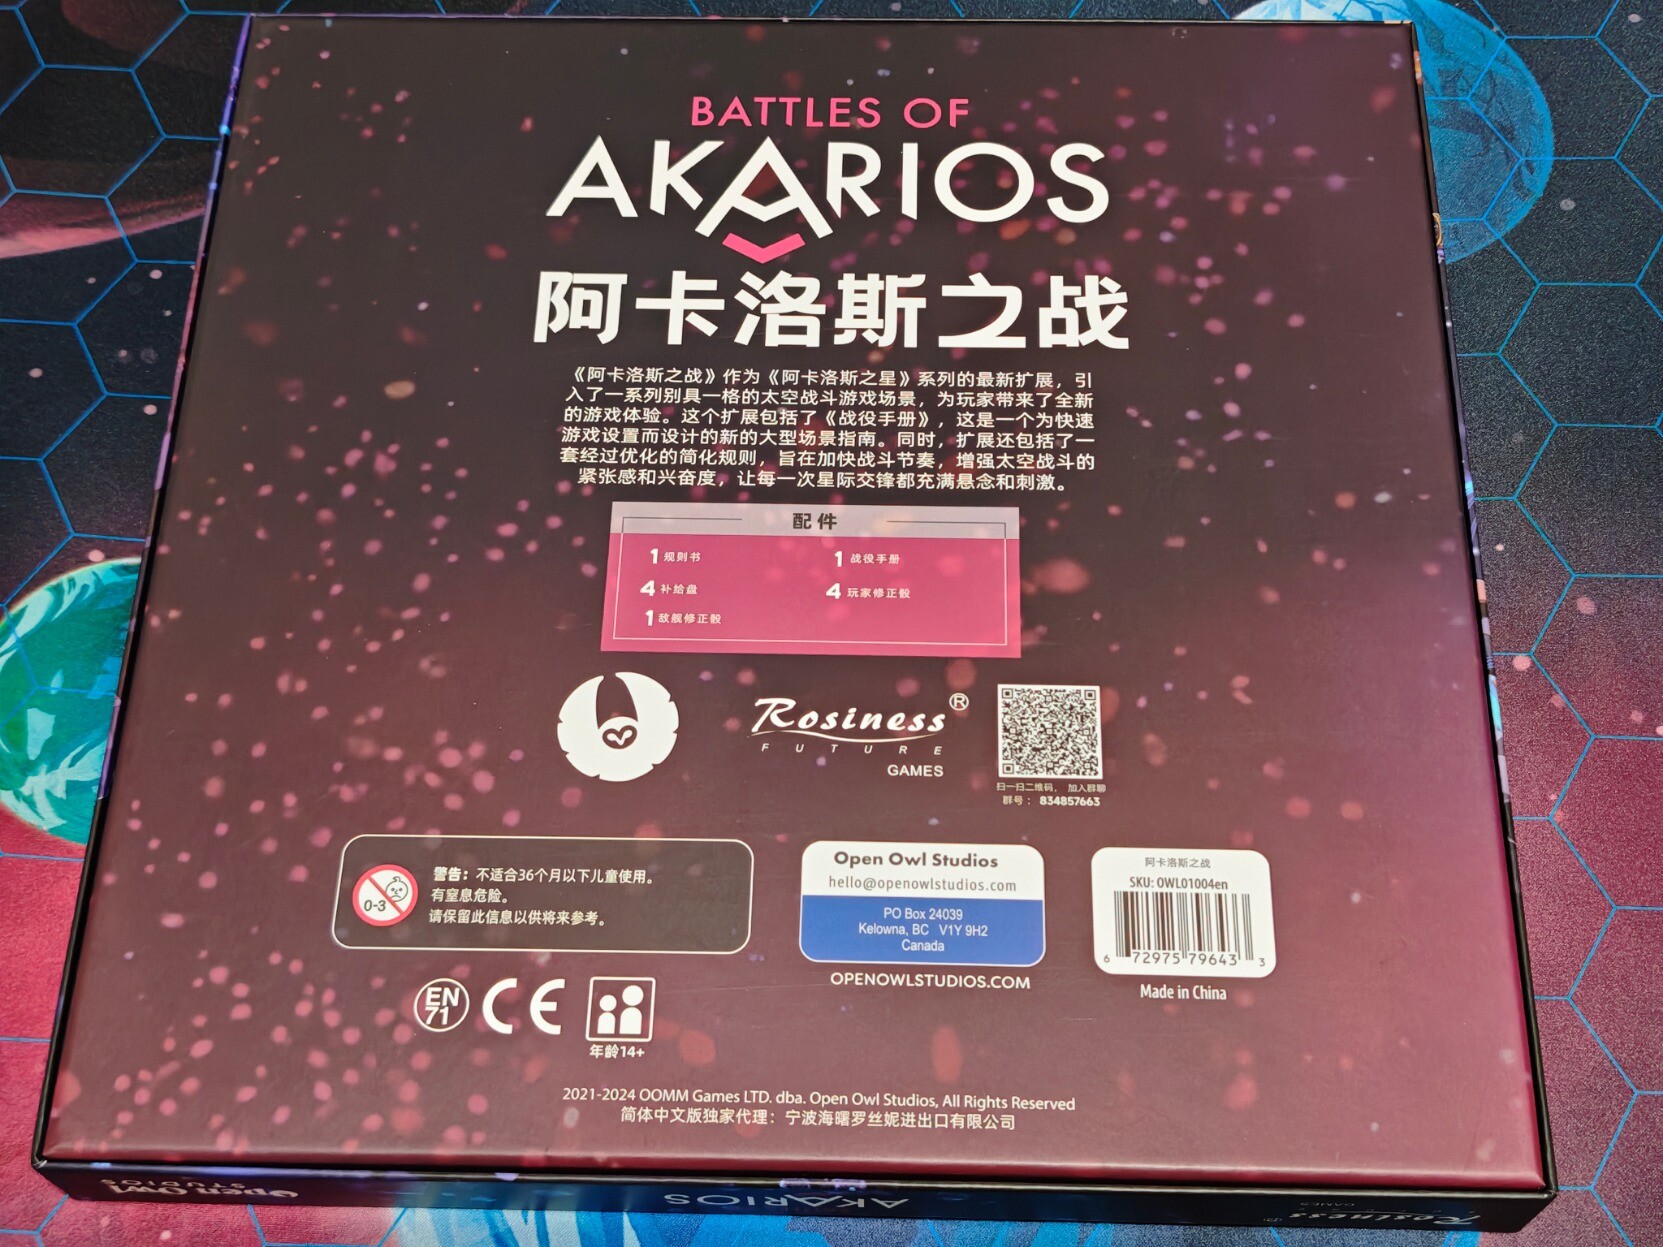 BATTLES OF
AKARIOS
阿卡洛斯之战
《阿卡洛斯之战》作为《阿卡洛斯之星》系列的最新扩展，引
入了一系列别具一格的太空战斗游戏场景，为玩家带来了全新
的游戏体验。这个扩展包括了《战役手册》，这是一个为快速
游戏设置而设计的新的大型场景指南。同时，扩展还包括了一
套经过优化的简化规则，旨在加快战斗节奏，增强太空战斗的
紧张感和兴奋度，让每一次星际交锋都充满悬念和刺激。
配件
1 规则书
1 战役手册
4 补给盘
4 玩家修正骰
1 敌舰修正骰
Rosiness®
FUTURE
GAMES
扫一扫二维码，加入群聊
群号：834857663
警告：不适合36个月以下儿童使用。
有窒息危险。
请保留此信息以供将来参考。
0-3
Open Owl Studios
hello@openowlstudios.com
PO Box 24039
Kelowna, BC V1Y 9H2
Canada
OPENOWLSTUDIOS.COM
阿卡洛斯之战
SKU: OWL01004en
6 72975 79643 3
Made in China
EN
71
CE
年龄14+
2021-2024 OOMM Games LTD. dba. Open Owl Studios, All Rights Reserved
简体中文版独家代理：宁波海曙罗丝妮进出口有限公司
Open Owl
STUDIOS
AKARIOS
Rosiness
GAMES